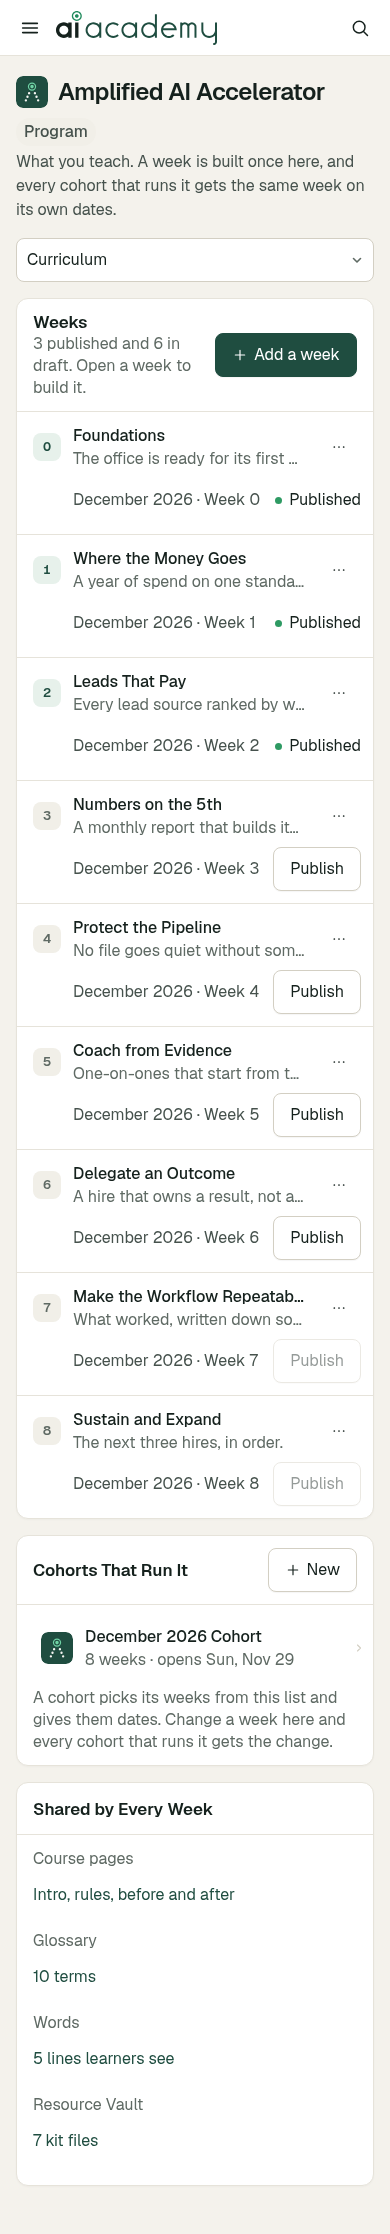 ai academy
Amplified AI Accelerator
Program
What you teach. A week is built once here, and
every cohort that runs it gets the same week on
its own dates.
Curriculum
Weeks
3 published and 6 in
draft. Open a week to
build it.
+ Add a week
0
Foundations
...
The office is ready for its first ...
December 2026 · Week 0
Published
1
Where the Money Goes
...
A year of spend on one standa...
December 2026 · Week 1
Published
2
Leads That Pay
...
Every lead source ranked by w...
December 2026 · Week 2
Published
3
Numbers on the 5th
...
A monthly report that builds it...
December 2026 · Week 3
Publish
4
Protect the Pipeline
...
No file goes quiet without som...
December 2026 · Week 4
Publish
5
Coach from Evidence
...
One-on-ones that start from t...
December 2026 · Week 5
Publish
6
Delegate an Outcome
...
A hire that owns a result, not a...
December 2026 · Week 6
Publish
7
Make the Workflow Repeatab...
...
What worked, written down so...
December 2026 · Week 7
Publish
8
Sustain and Expand
...
The next three hires, in order.
December 2026 · Week 8
Publish
Cohorts That Run It
+ New
December 2026 Cohort
8 weeks · opens Sun, Nov 29
A cohort picks its weeks from this list and
gives them dates. Change a week here and
every cohort that runs it gets the change.
Shared by Every Week
Course pages
Intro, rules, before and after
Glossary
10 terms
Words
5 lines learners see
Resource Vault
7 kit files